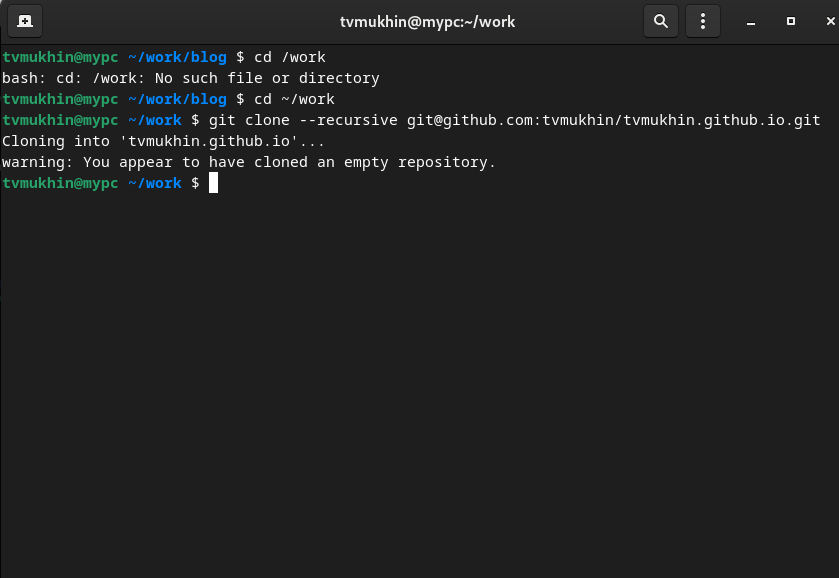 tvmukhin@mypc:~/work
tvmukhin@mypc ~/work/blog $ cd /work
bash: cd: /work: No such file or directory
tvmukhin@mypc ~/work/blog $ cd ~/work
tvmukhin@mypc ~/work $ git clone --recursive git@github.com:tvmukhin/tvmukhin.github.io.git
Cloning into 'tvmukhin.github.io'...
warning: You appear to have cloned an empty repository.
tvmukhin@mypc ~/work $